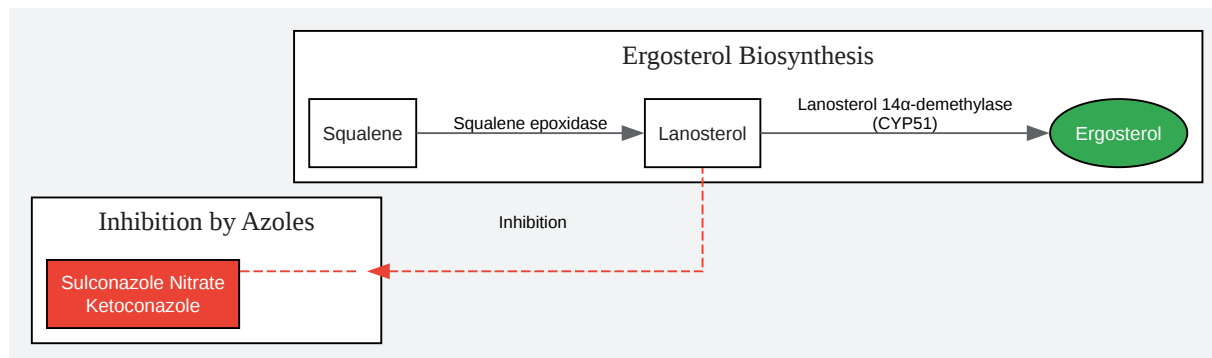 Ergosterol Biosynthesis
Squalene
Squalene epoxidase
Lanosterol
Lanosterol 14α-demethylase
(CYP51)
Ergosterol
Inhibition by Azoles
Inhibition
Sulconazole Nitrate
Ketoconazole